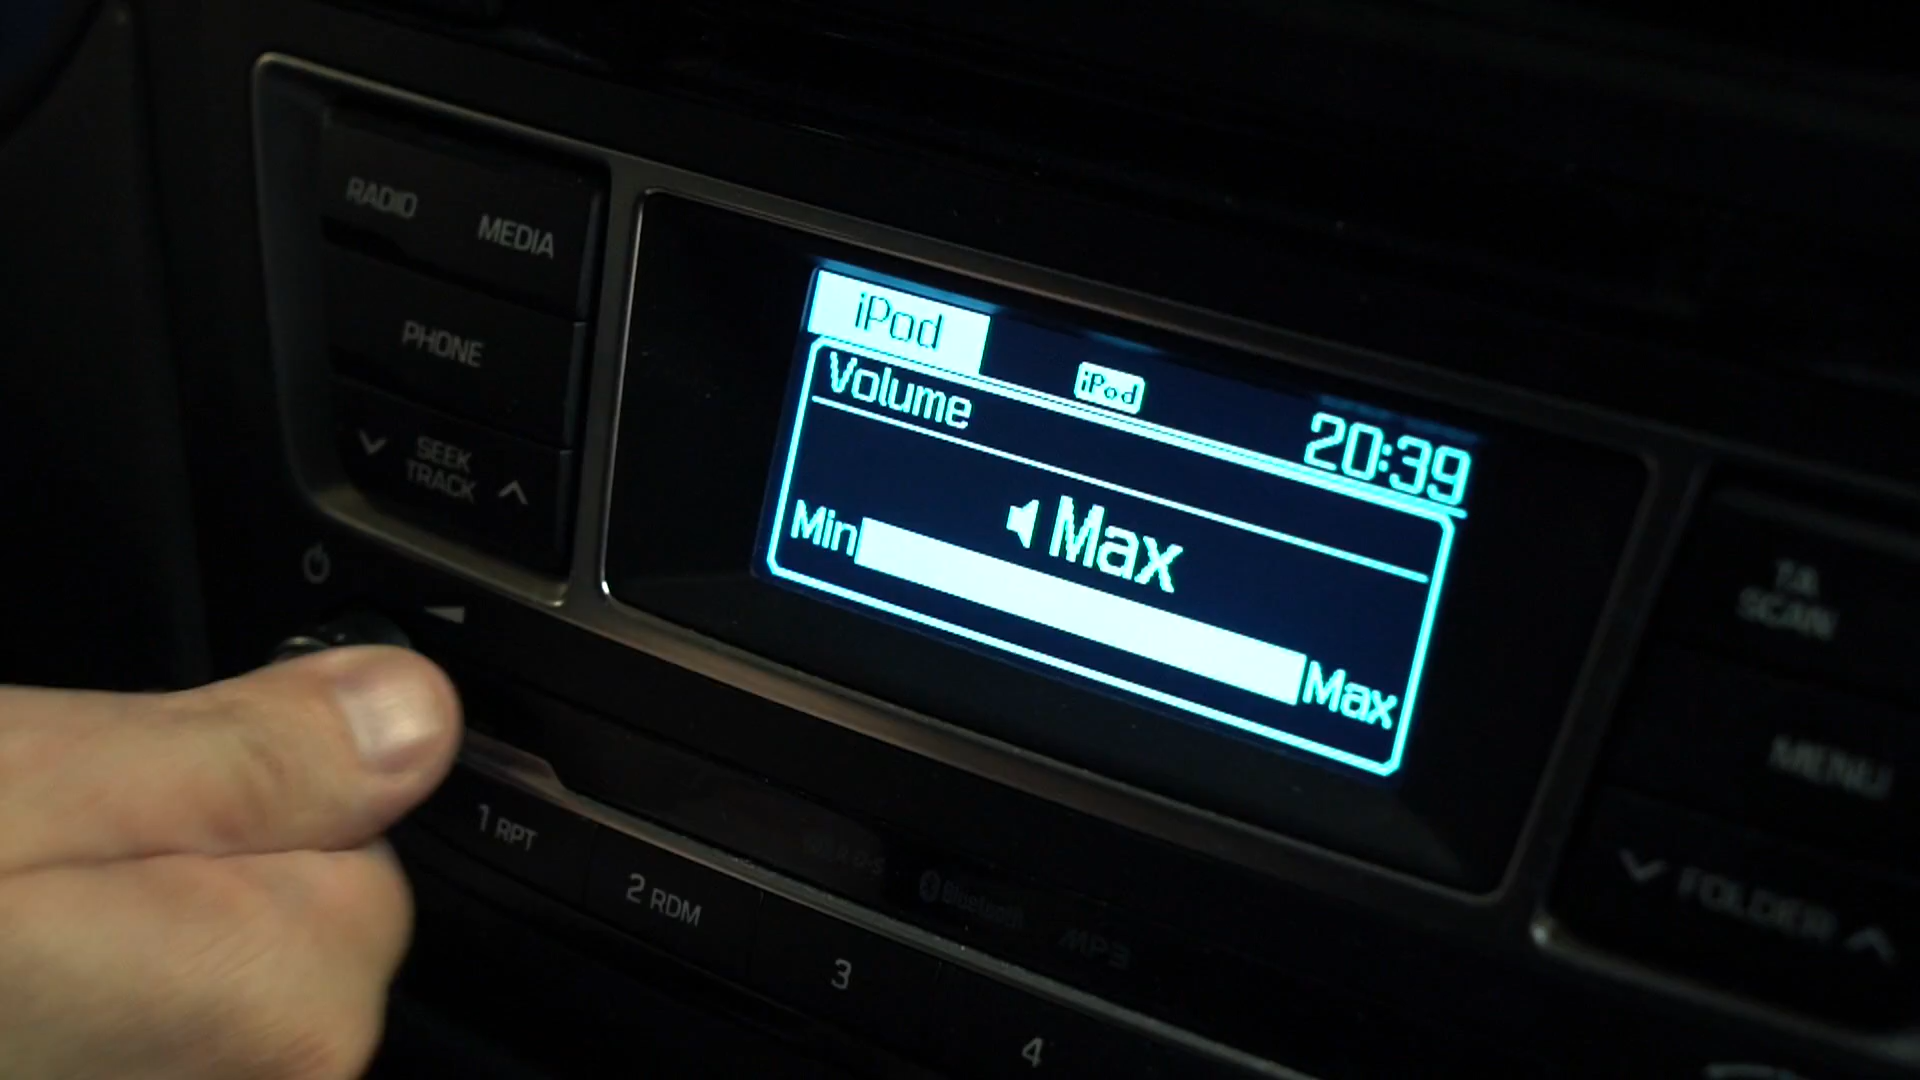 RADIO MEDIA
PHONE
SEEK
TRACK
iPod
iPod
20:39
Volume
Max
Min
Max
TA
SCAN
MENU
FOLDER
1 RPT
2 RDM
3
4
Bluetooth
MP3